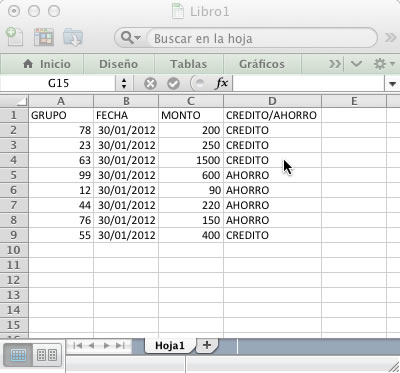 Libro1
Buscar en la hoja
Inicio Diseño Tablas Gráficos
G15 fx
A B C D E
1 GRUPO FECHA MONTO CREDITO/AHORRO
2 78 30/01/2012 200 CREDITO
3 23 30/01/2012 250 CREDITO
4 63 30/01/2012 1500 CREDITO
5 99 30/01/2012 600 AHORRO
6 12 30/01/2012 90 AHORRO
7 44 30/01/2012 220 AHORRO
8 76 30/01/2012 150 AHORRO
9 55 30/01/2012 400 CREDITO
10
11
12
13
14
15
16
Hoja1